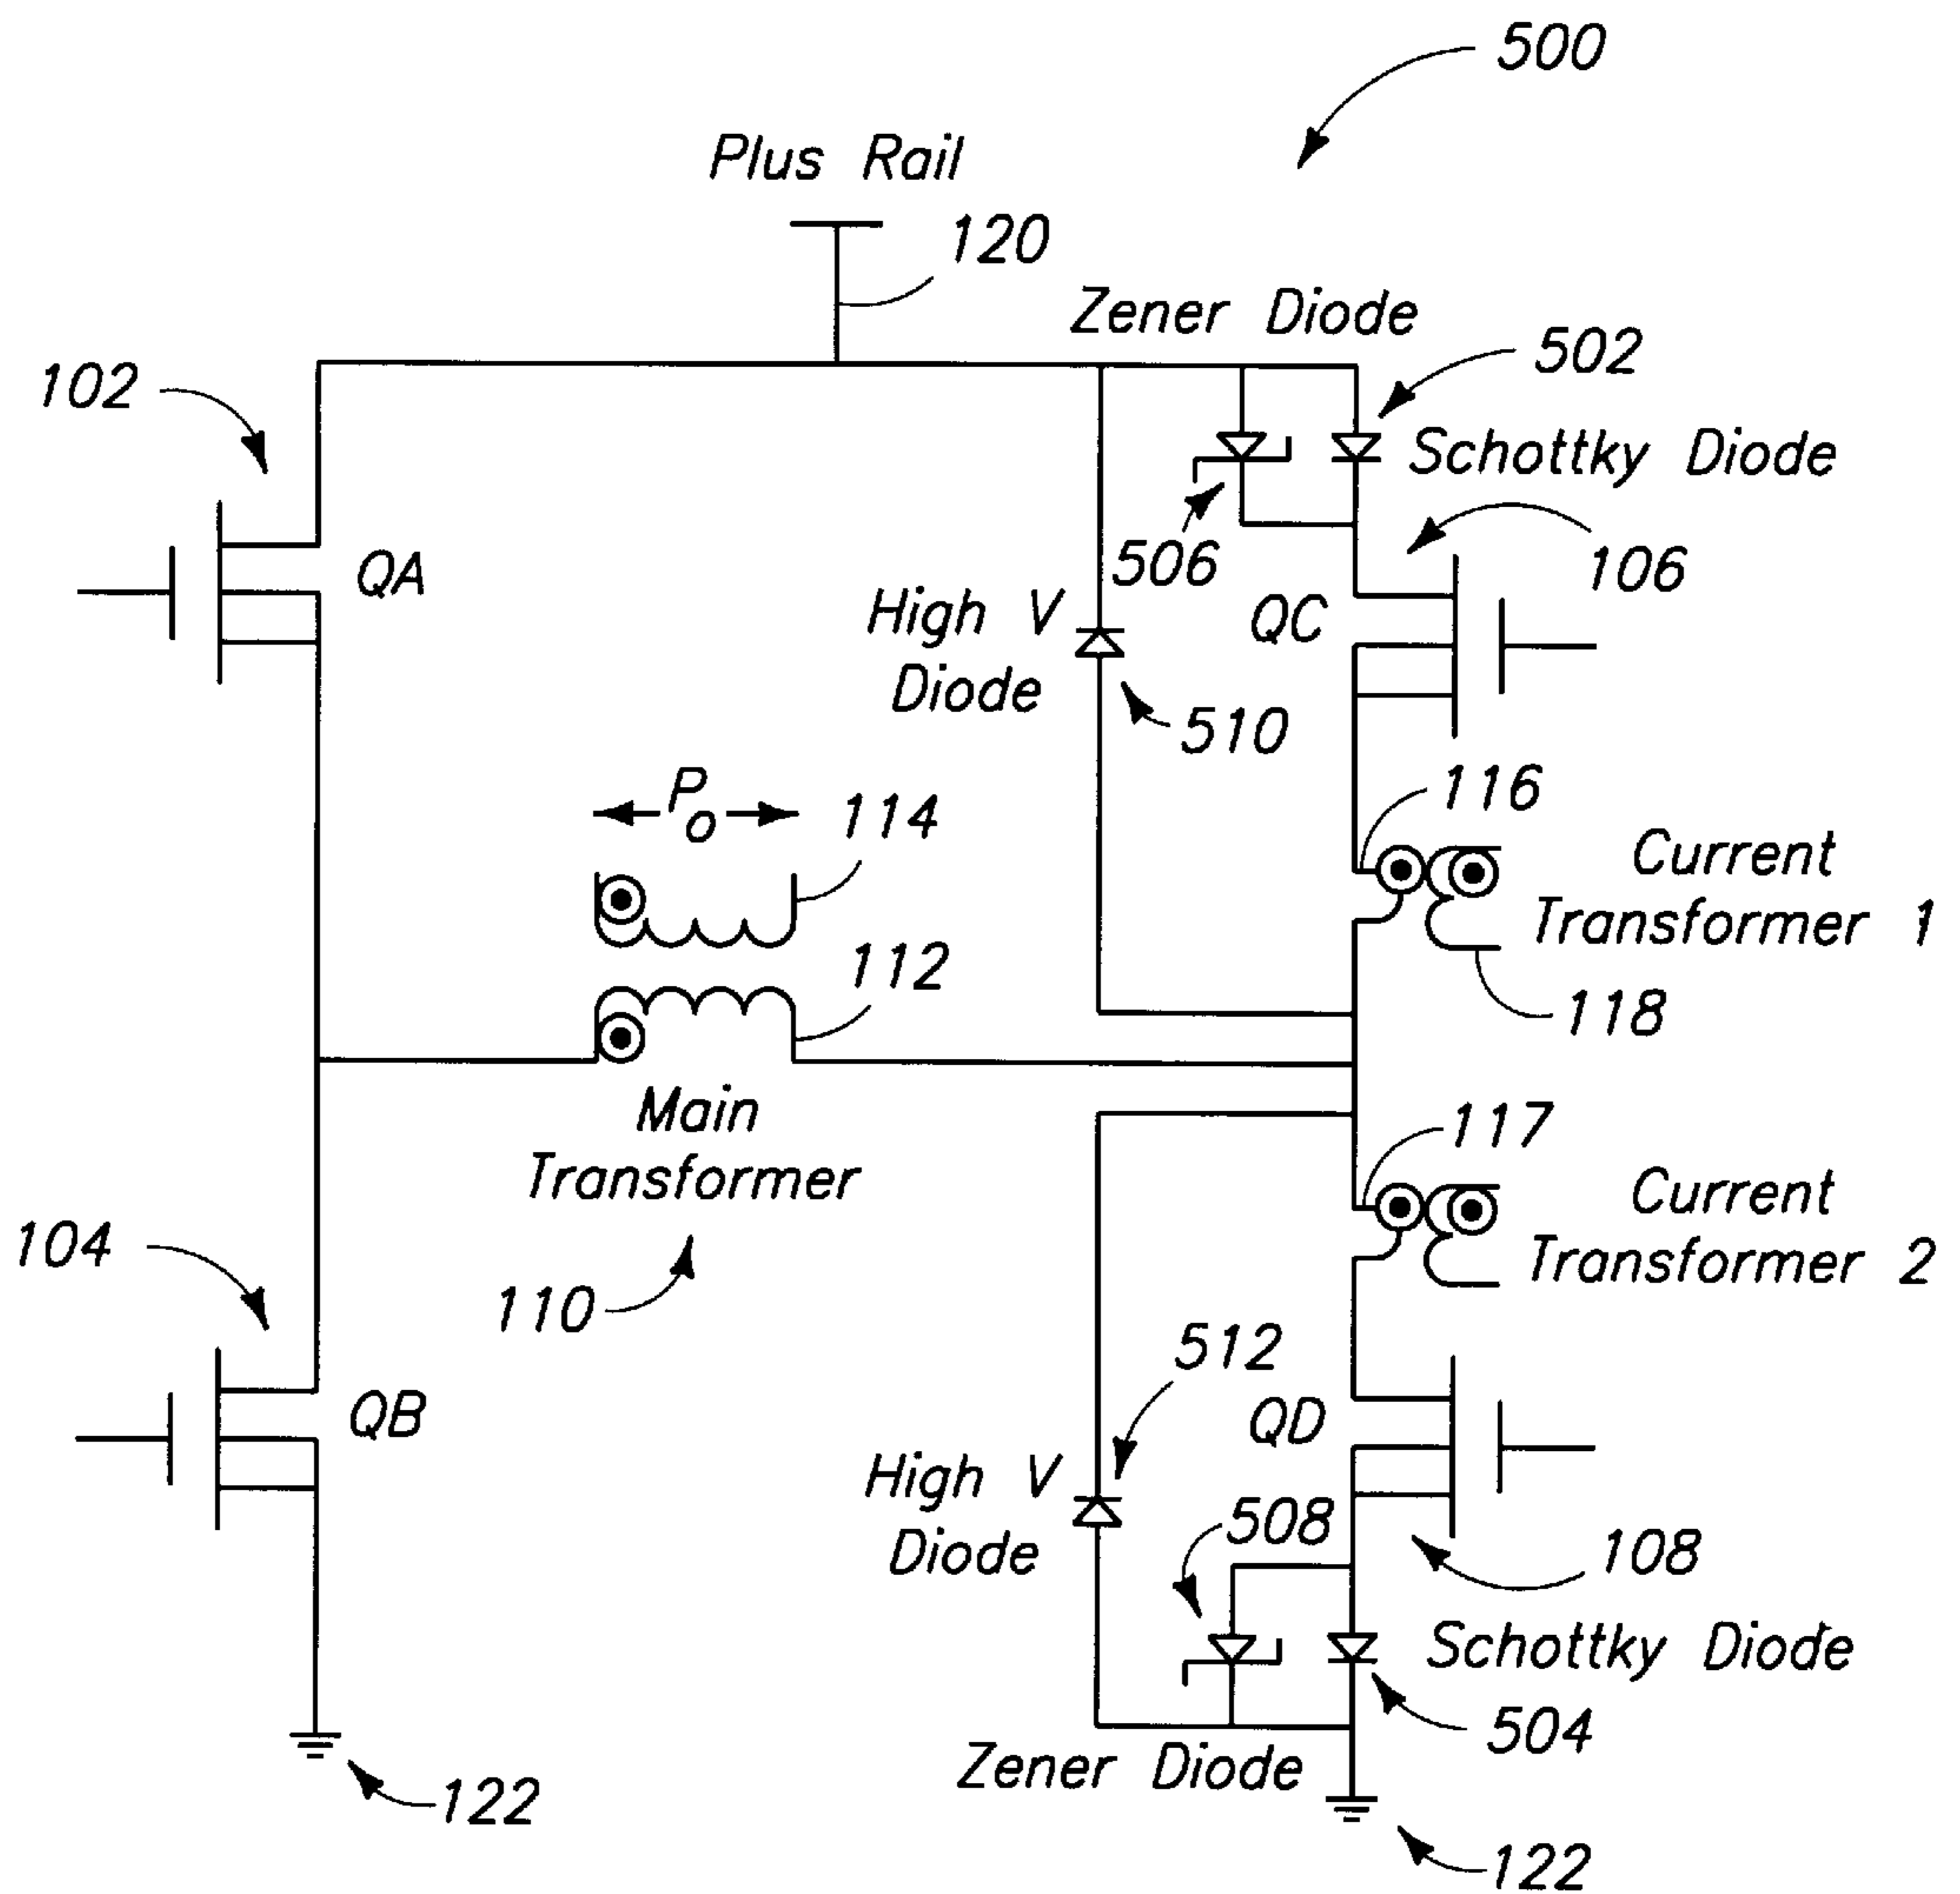 500
Plus Rail
120
Zener Diode
502
102
Schottky Diode
QA
506
106
High V
Diode
QC
510
116
P
o
114
Current
Transformer 1
112
118
Main
Transformer
117
Current
Transformer 2
104
110
512
QB
QD
High V
Diode
508
108
Schottky Diode
504
Zener Diode
122
122